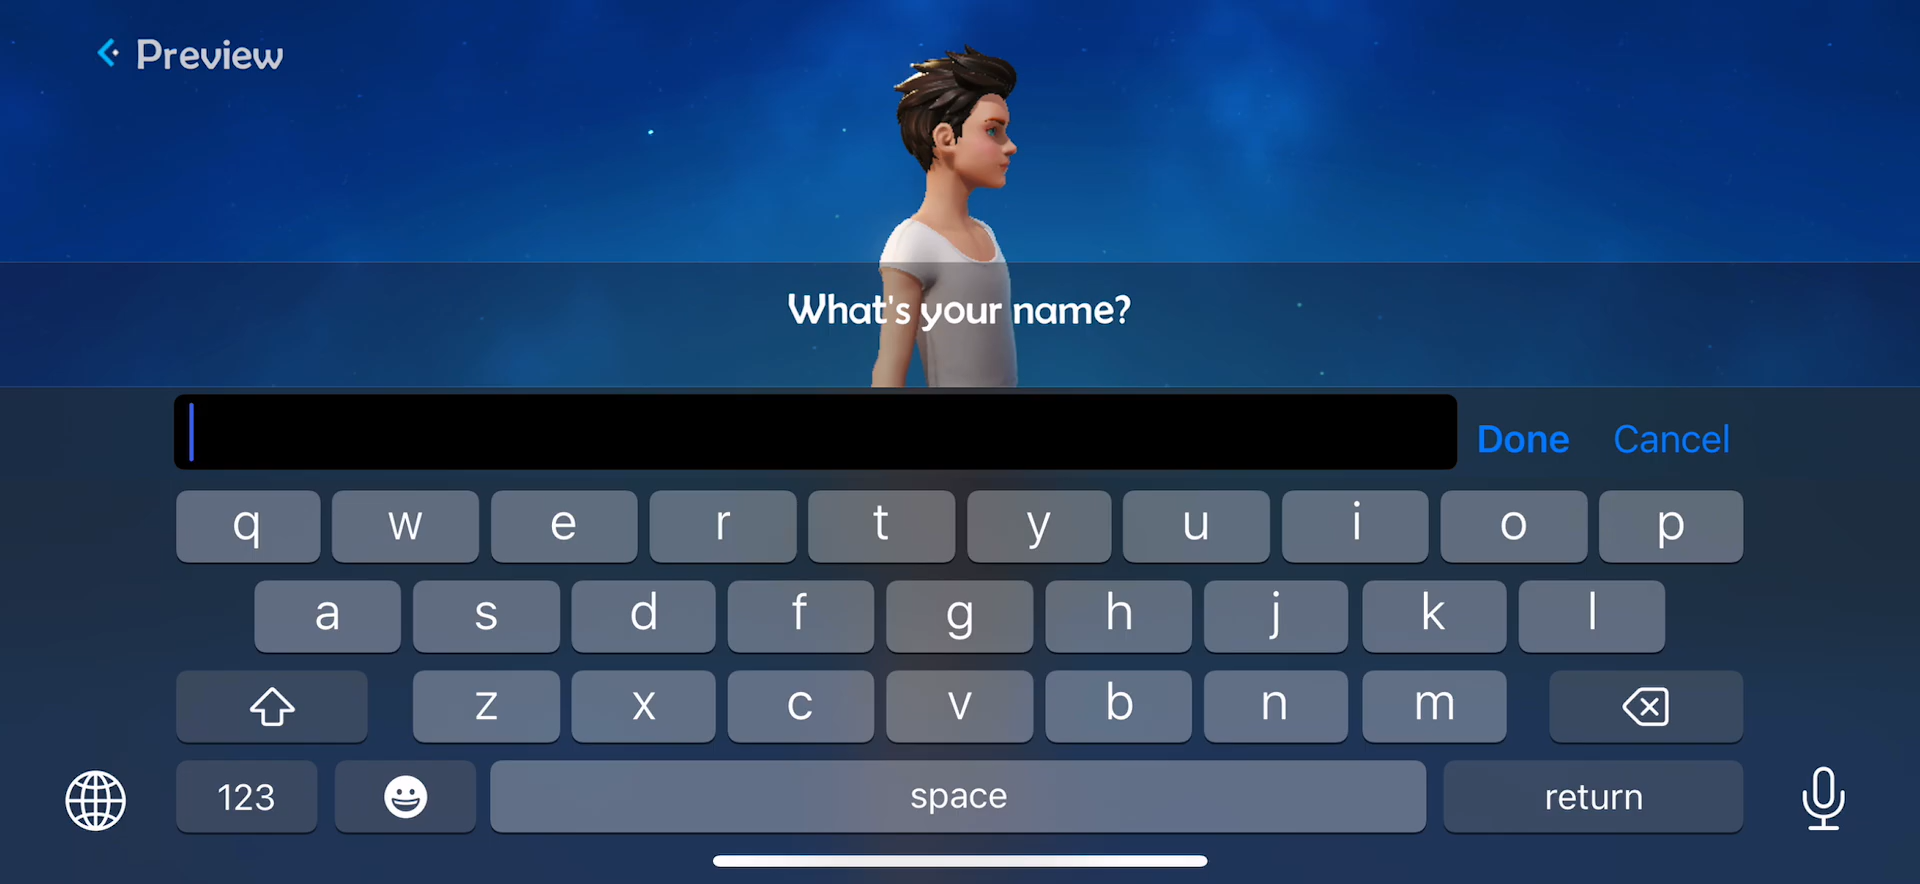 Preview
What's your name?
Done Cancel
q w e r t y u i o p
a s d f g h j k l
z x c v b n m
123 space return